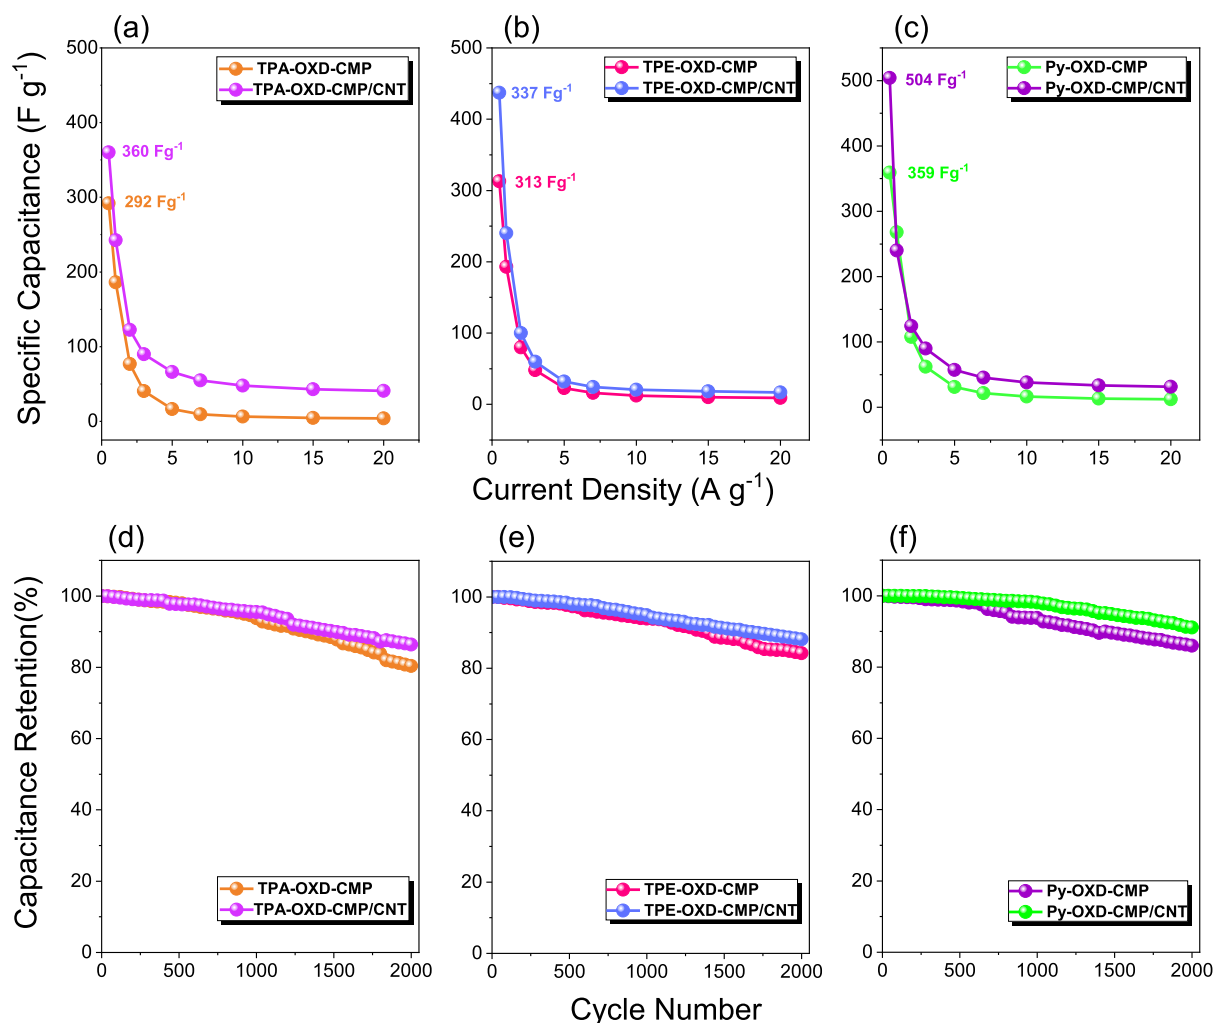 (a)
(b)
(c)
Specific Capacitance (F g⁻¹)
500
400
300
200
100
0
0
5
10
15
20
TPA-OXD-CMP
TPA-OXD-CMP/CNT
360 Fg⁻¹
292 Fg⁻¹
500
400
300
200
100
0
0
5
10
15
20
TPE-OXD-CMP
TPE-OXD-CMP/CNT
337 Fg⁻¹
313 Fg⁻¹
500
400
300
200
100
0
0
5
10
15
20
Py-OXD-CMP
Py-OXD-CMP/CNT
504 Fg⁻¹
359 Fg⁻¹
Current Density (A g⁻¹)
(d)
(e)
(f)
Capacitance Retention(%)
100
80
60
40
20
0
0
500
1000
1500
2000
TPA-OXD-CMP
TPA-OXD-CMP/CNT
100
80
60
40
20
0
0
500
1000
1500
2000
TPE-OXD-CMP
TPE-OXD-CMP/CNT
100
80
60
40
20
0
0
500
1000
1500
2000
Py-OXD-CMP
Py-OXD-CMP/CNT
Cycle Number